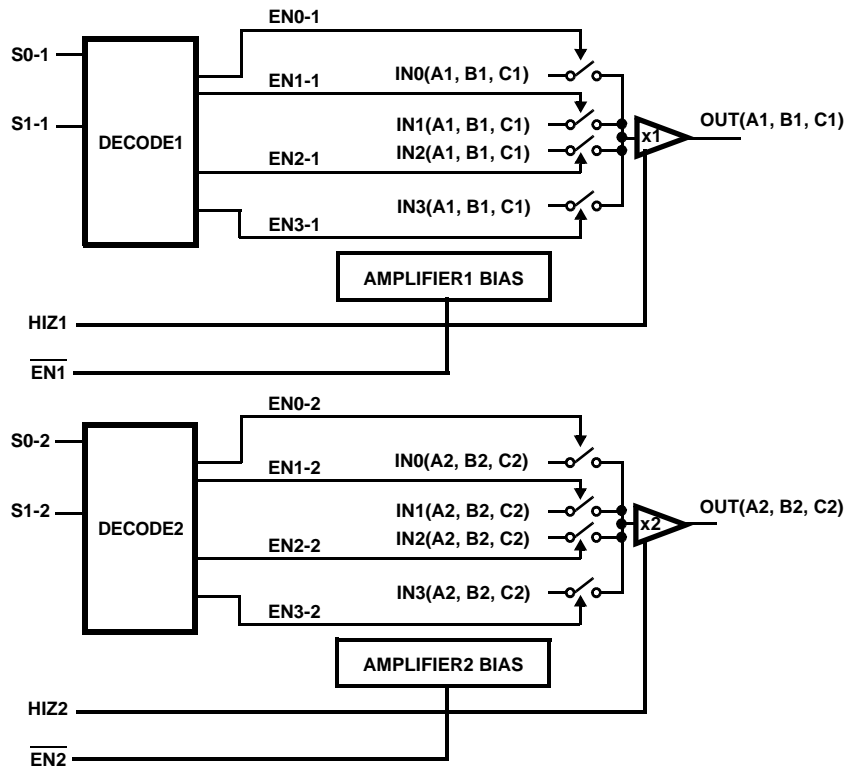 EN0-1
S0-1
IN0(A1, B1, C1)
EN1-1
S1-1
IN1(A1, B1, C1)
OUT(A1, B1, C1)
x1
DECODE1
IN2(A1, B1, C1)
EN2-1
IN3(A1, B1, C1)
EN3-1
AMPLIFIER1 BIAS
HIZ1
EN1
EN0-2
S0-2
IN0(A2, B2, C2)
EN1-2
S1-2
IN1(A2, B2, C2)
OUT(A2, B2, C2)
x2
DECODE2
IN2(A2, B2, C2)
EN2-2
IN3(A2, B2, C2)
EN3-2
AMPLIFIER2 BIAS
HIZ2
EN2